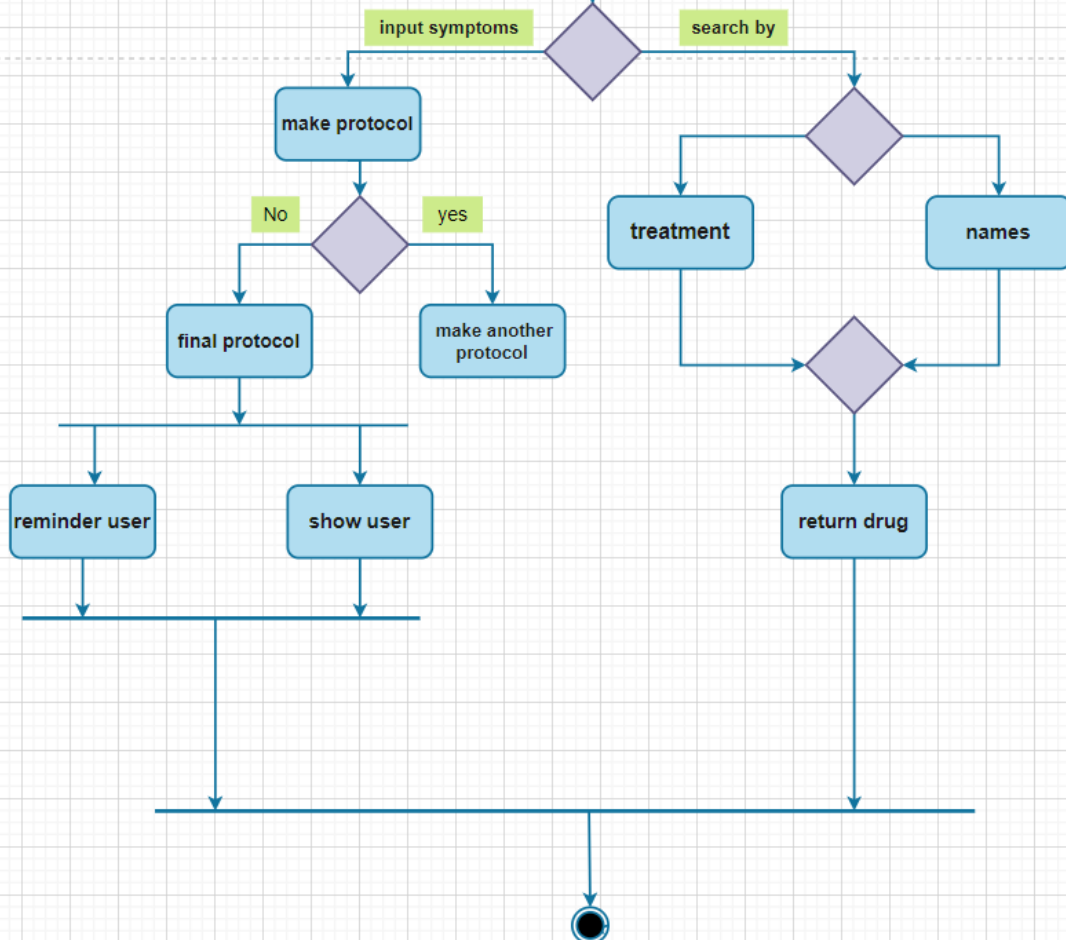 input symptoms
search by
make protocol
No
yes
treatment
names
final protocol
make another
protocol
reminder user
show user
return drug